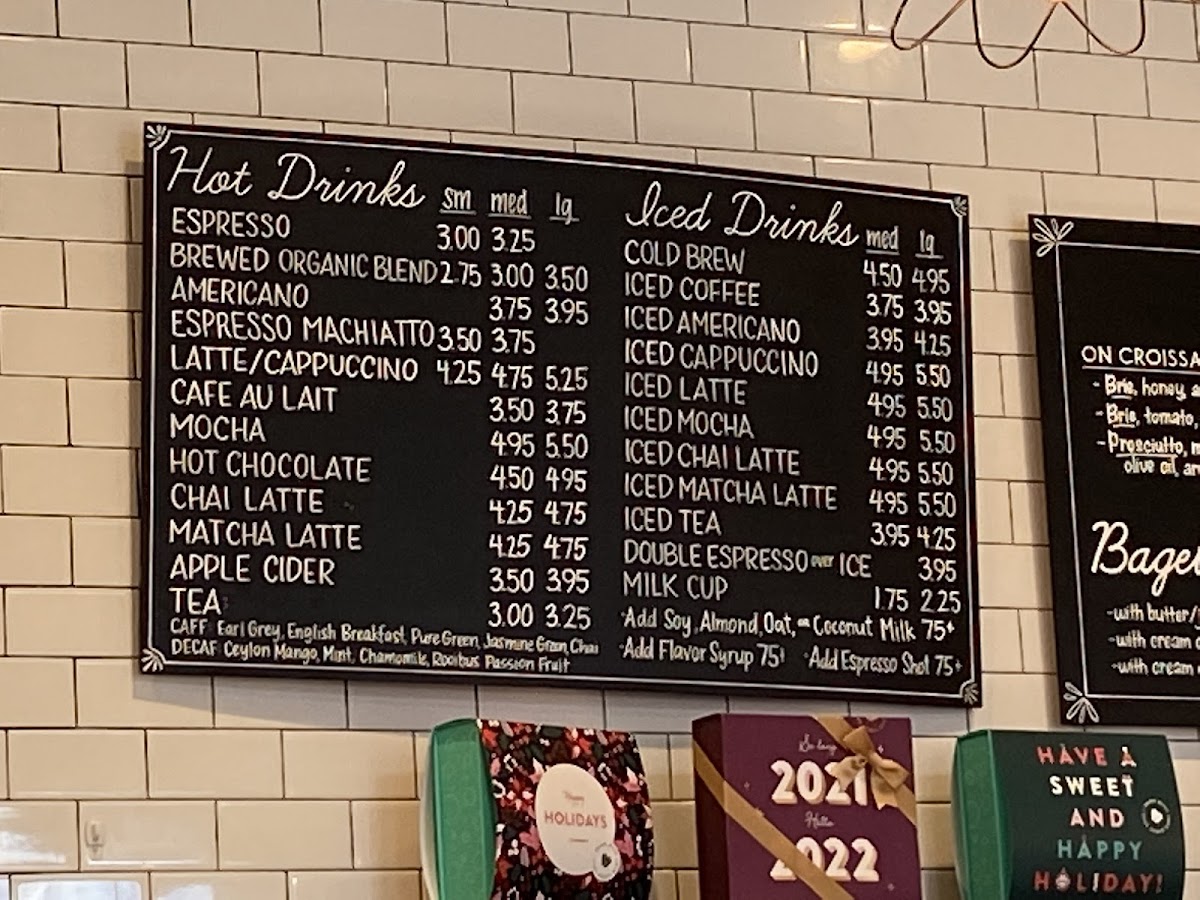 Hot Drinks sm med lg
ESPRESSO 3.00 3.25
BREWED ORGANIC BLEND 2.75 3.00 3.50
AMERICANO 3.75 3.95
ESPRESSO MACHIATTO 3.50 3.75
LATTE/CAPPUCCINO 4.25 4.75 5.25
CAFE AU LAIT 3.50 3.75
MOCHA 4.95 5.50
HOT CHOCOLATE 4.50 4.95
CHAI LATTE 4.25 4.75
MATCHA LATTE 4.25 4.75
APPLE CIDER 3.50 3.95
TEA 3.00 3.25
CAFF Earl Grey, English Breakfast, Pure Green, Jasmine Green, Chai
DECAF Ceylon Mango, Mint, Chamomile, Rooibus Passion Fruit
Iced Drinks med lg
COLD BREW 4.50 4.95
ICED COFFEE 3.75 3.95
ICED AMERICANO 3.95 4.25
ICED CAPPUCCINO 4.95 5.50
ICED LATTE 4.95 5.50
ICED MOCHA 4.95 5.50
ICED CHAI LATTE 4.95 5.50
ICED MATCHA LATTE 4.95 5.50
ICED TEA 3.95 4.25
DOUBLE ESPRESSO over ICE 3.95
MILK CUP 1.75 2.25
Add Soy, Almond, Oat, or Coconut Milk 75¢
Add Flavor Syrup 75¢ Add Espresso Shot 75¢
ON CROISSA
- Brie, honey,
- Brie, tomato,
- Prosciutto,
olive oil,
Bage
-with butter/
-with cream
-with cream
Happy
HOLIDAYS
So long
2021
Hello
2022
HAVE A
SWEET
AND
HAPPY
HOLIDAY!